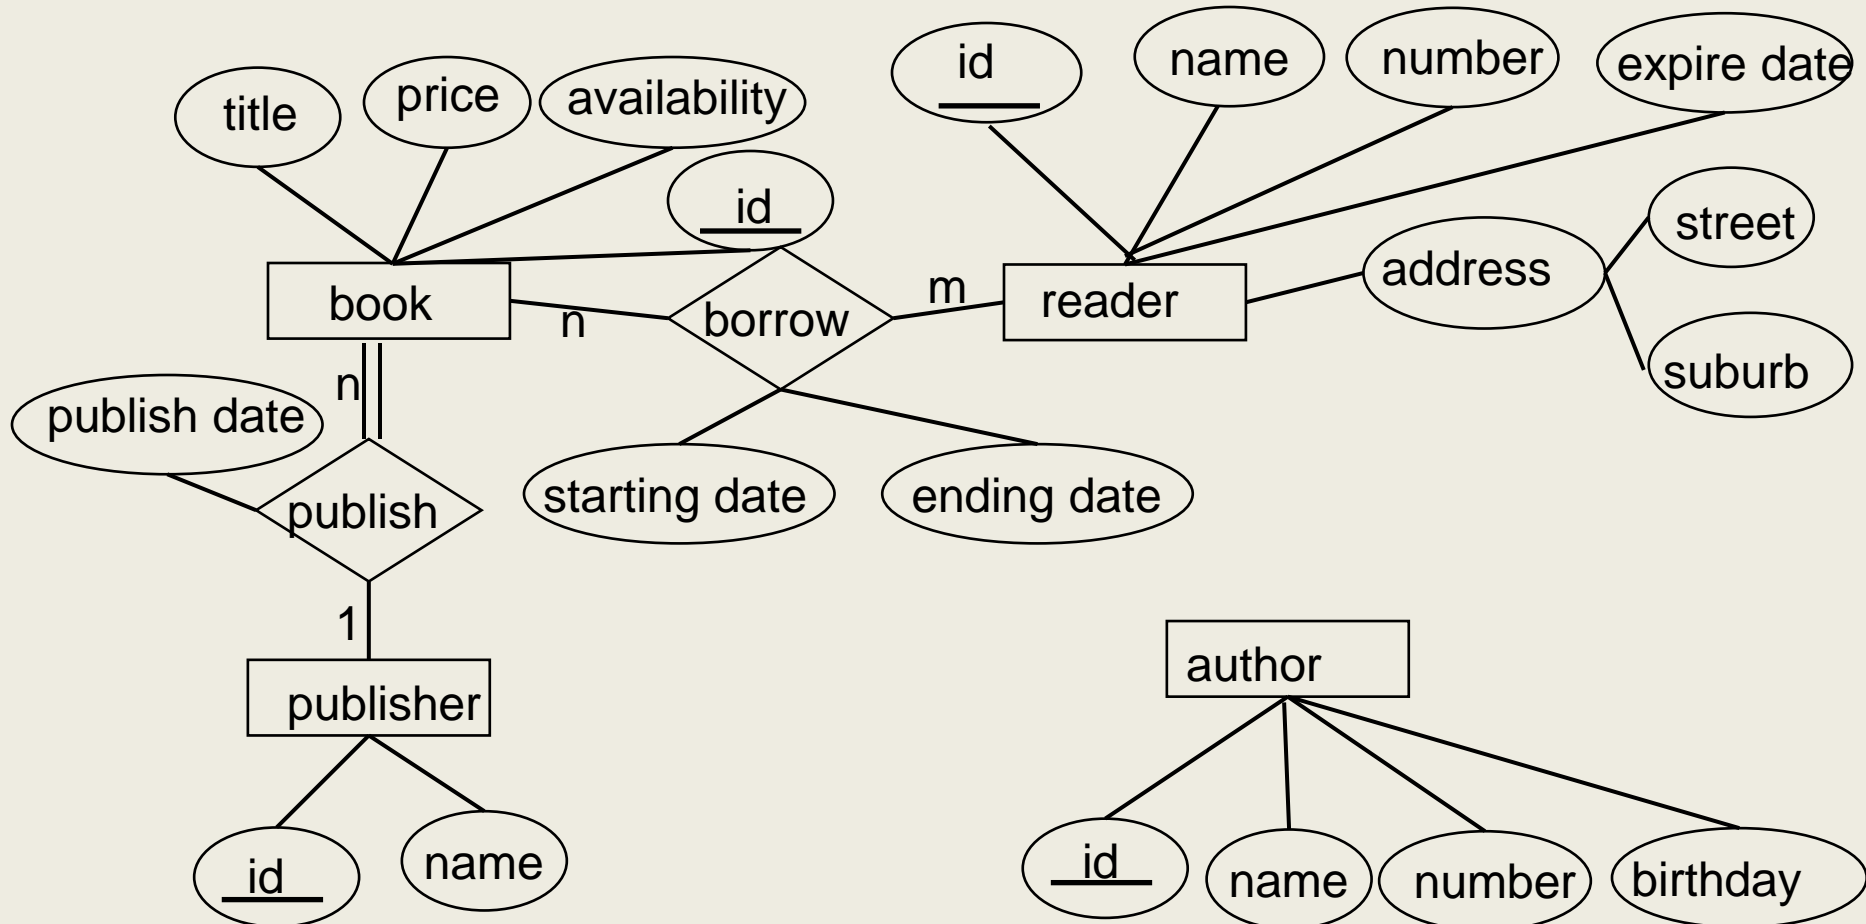 id
name
number
expire date
title
price
availability
id
street
address
suburb
book
n
borrow
m
reader
n
publish date
publish
starting date
ending date
1
publisher
author
id
name
id
name
number
birthday